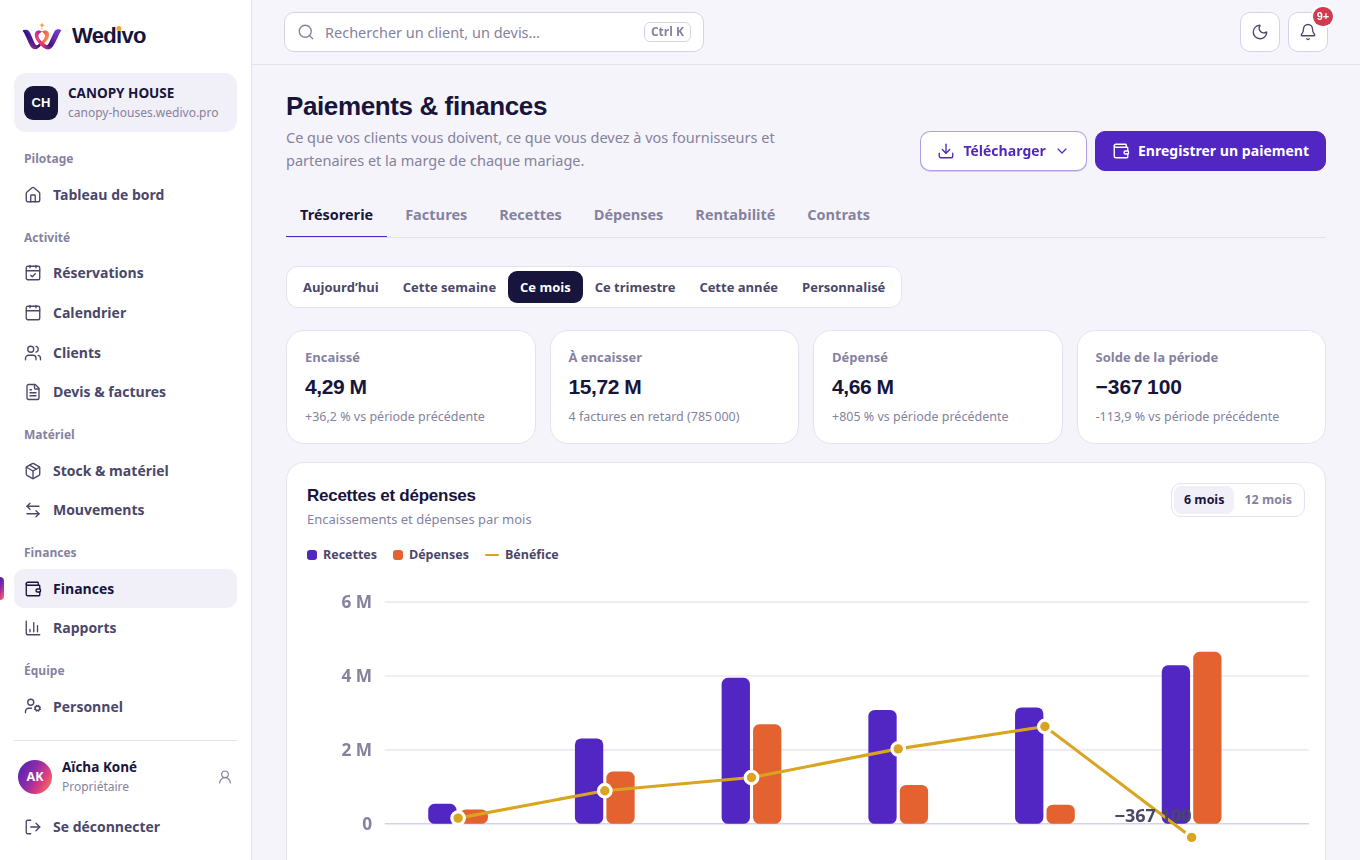 Wedivo
Rechercher un client, un devis...
Ctrl K
9+
CH
CANOPY HOUSE
canopy-houses.wedivo.pro
Pilotage
Tableau de bord
Activité
Réservations
Calendrier
Clients
Devis & factures
Matériel
Stock & matériel
Mouvements
Finances
Finances
Rapports
Équipe
Personnel
AK
Aïcha Koné
Propriétaire
Se déconnecter
Paiements & finances
Ce que vos clients vous doivent, ce que vous devez à vos fournisseurs et
partenaires et la marge de chaque mariage.
Télécharger
Enregistrer un paiement
Trésorerie
Factures
Recettes
Dépenses
Rentabilité
Contrats
Aujourd'hui
Cette semaine
Ce mois
Ce trimestre
Cette année
Personnalisé
Encaissé
4,29 M
+36,2 % vs période précédente
À encaisser
15,72 M
4 factures en retard (785 000)
Dépensé
4,66 M
+805 % vs période précédente
Solde de la période
−367 100
-113,9 % vs période précédente
Recettes et dépenses
Encaissements et dépenses par mois
6 mois
12 mois
Recettes
Dépenses
Bénéfice
6 M
4 M
2 M
0
−367